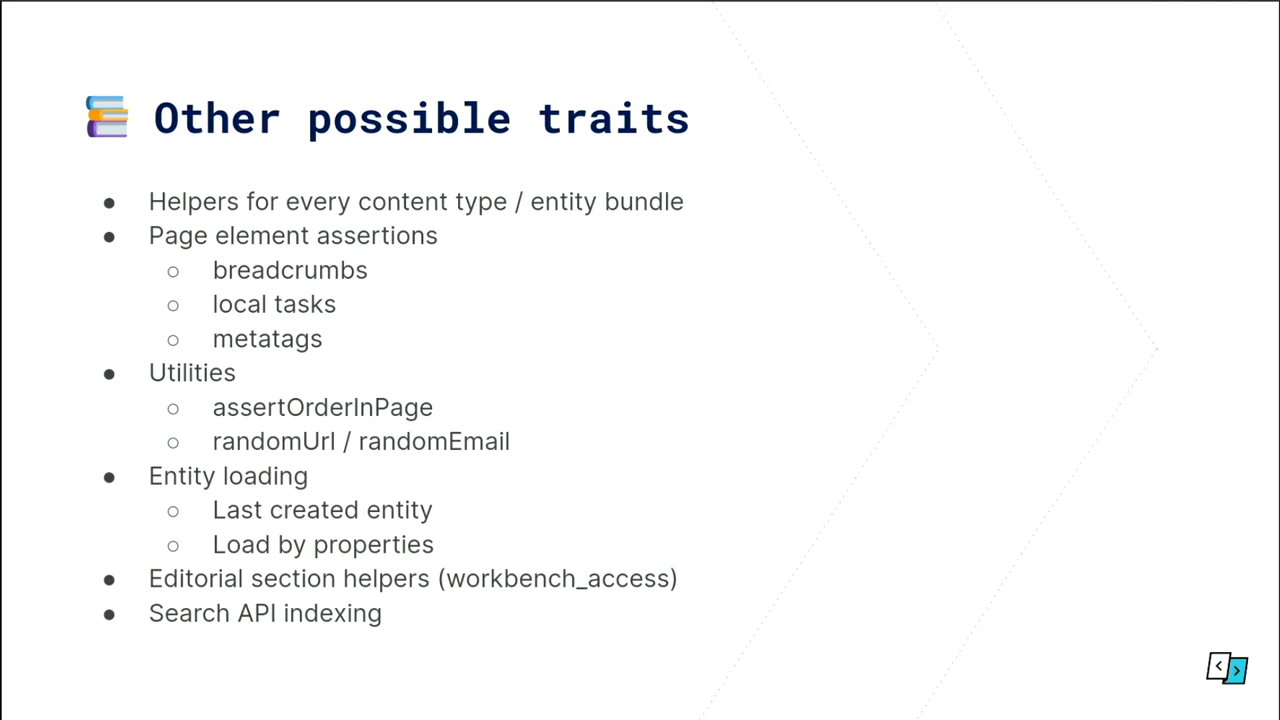 Other possible traits
● Helpers for every content type / entity bundle
● Page element assertions
○ breadcrumbs
○ local tasks
○ metatags
● Utilities
○ assertOrderInPage
○ randomUrl / randomEmail
● Entity loading
○ Last created entity
○ Load by properties
● Editorial section helpers (workbench_access)
● Search API indexing